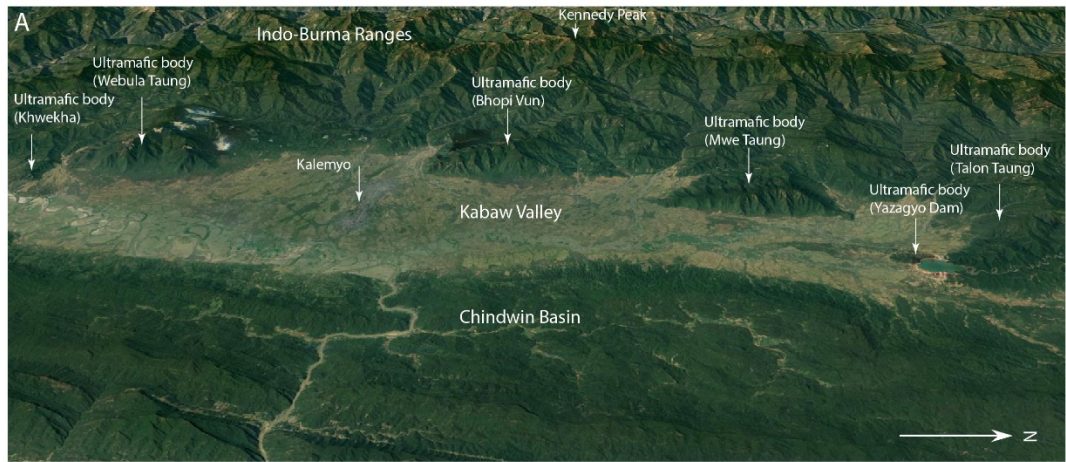 A
Kennedy Peak
Indo-Burma Ranges
Ultramafic body
(Webula Taung)
Ultramafic body
(Bhopi Vun)
Ultramafic body
(Khwekha)
Ultramafic body
(Mwe Taung)
Ultramafic body
(Talon Taung)
Kalemyo
Ultramafic body
(Yazagyo Dam)
Kabaw Valley
Chindwin Basin
N